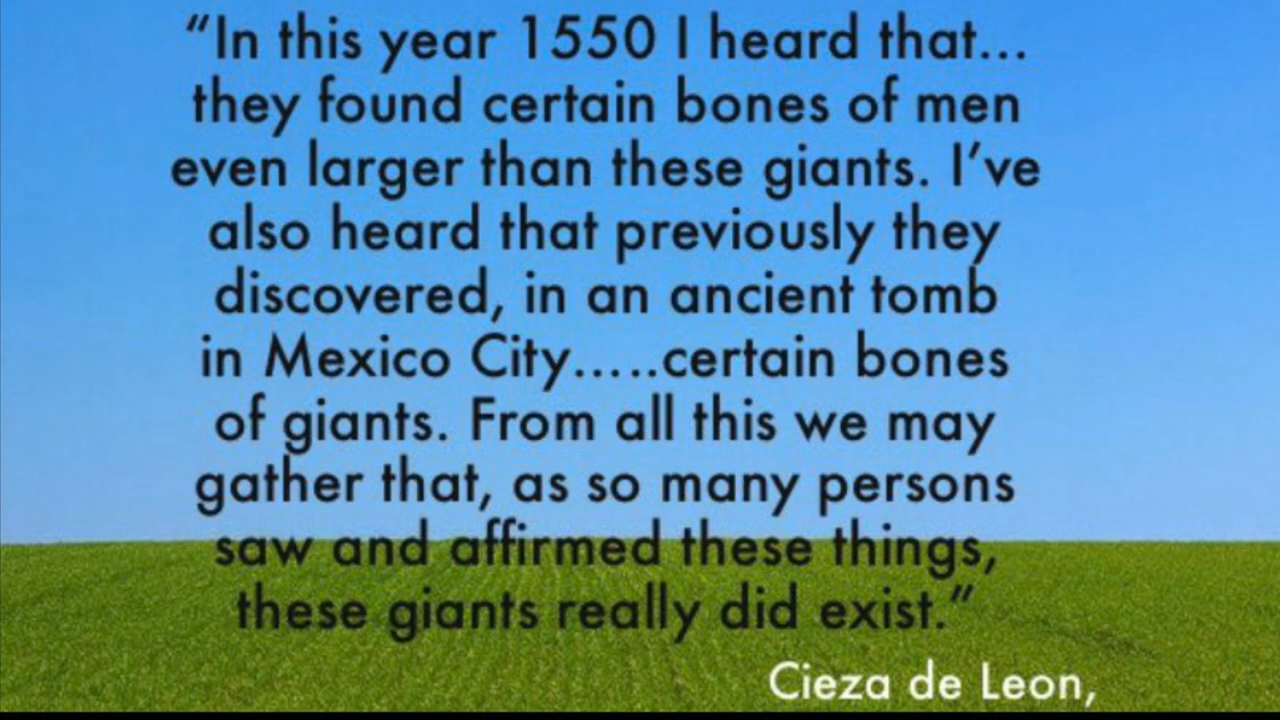 “In this year 1550 I heard that...
they found certain bones of men
even larger than these giants. I’ve
also heard that previously they
discovered, in an ancient tomb
in Mexico City.....certain bones
of giants. From all this we may
gather that, as so many persons
saw and affirmed these things,
these giants really did exist.”
Cieza de Leon,